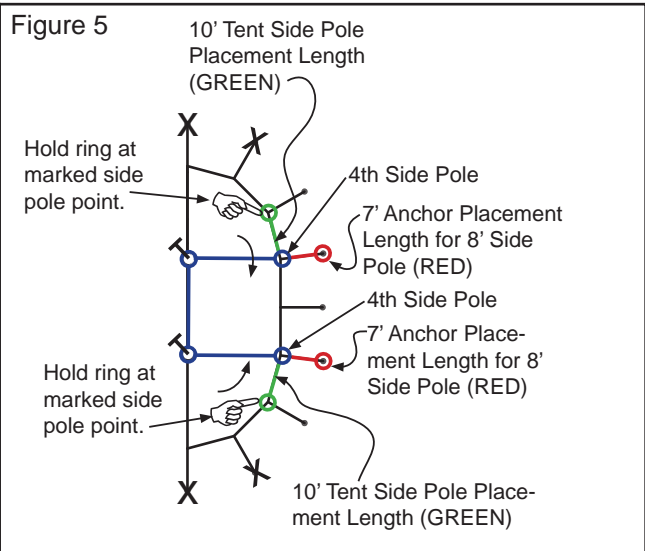 Figure 5
10' Tent Side Pole
Placement Length
(GREEN)
Hold ring at
marked side
pole point.
4th Side Pole
7' Anchor Placement
Length for 8' Side
Pole (RED)
4th Side Pole
7' Anchor Place-
ment Length for 8'
Side Pole (RED)
Hold ring at
marked side
pole point.
10' Tent Side Pole Place-
ment Length (GREEN)